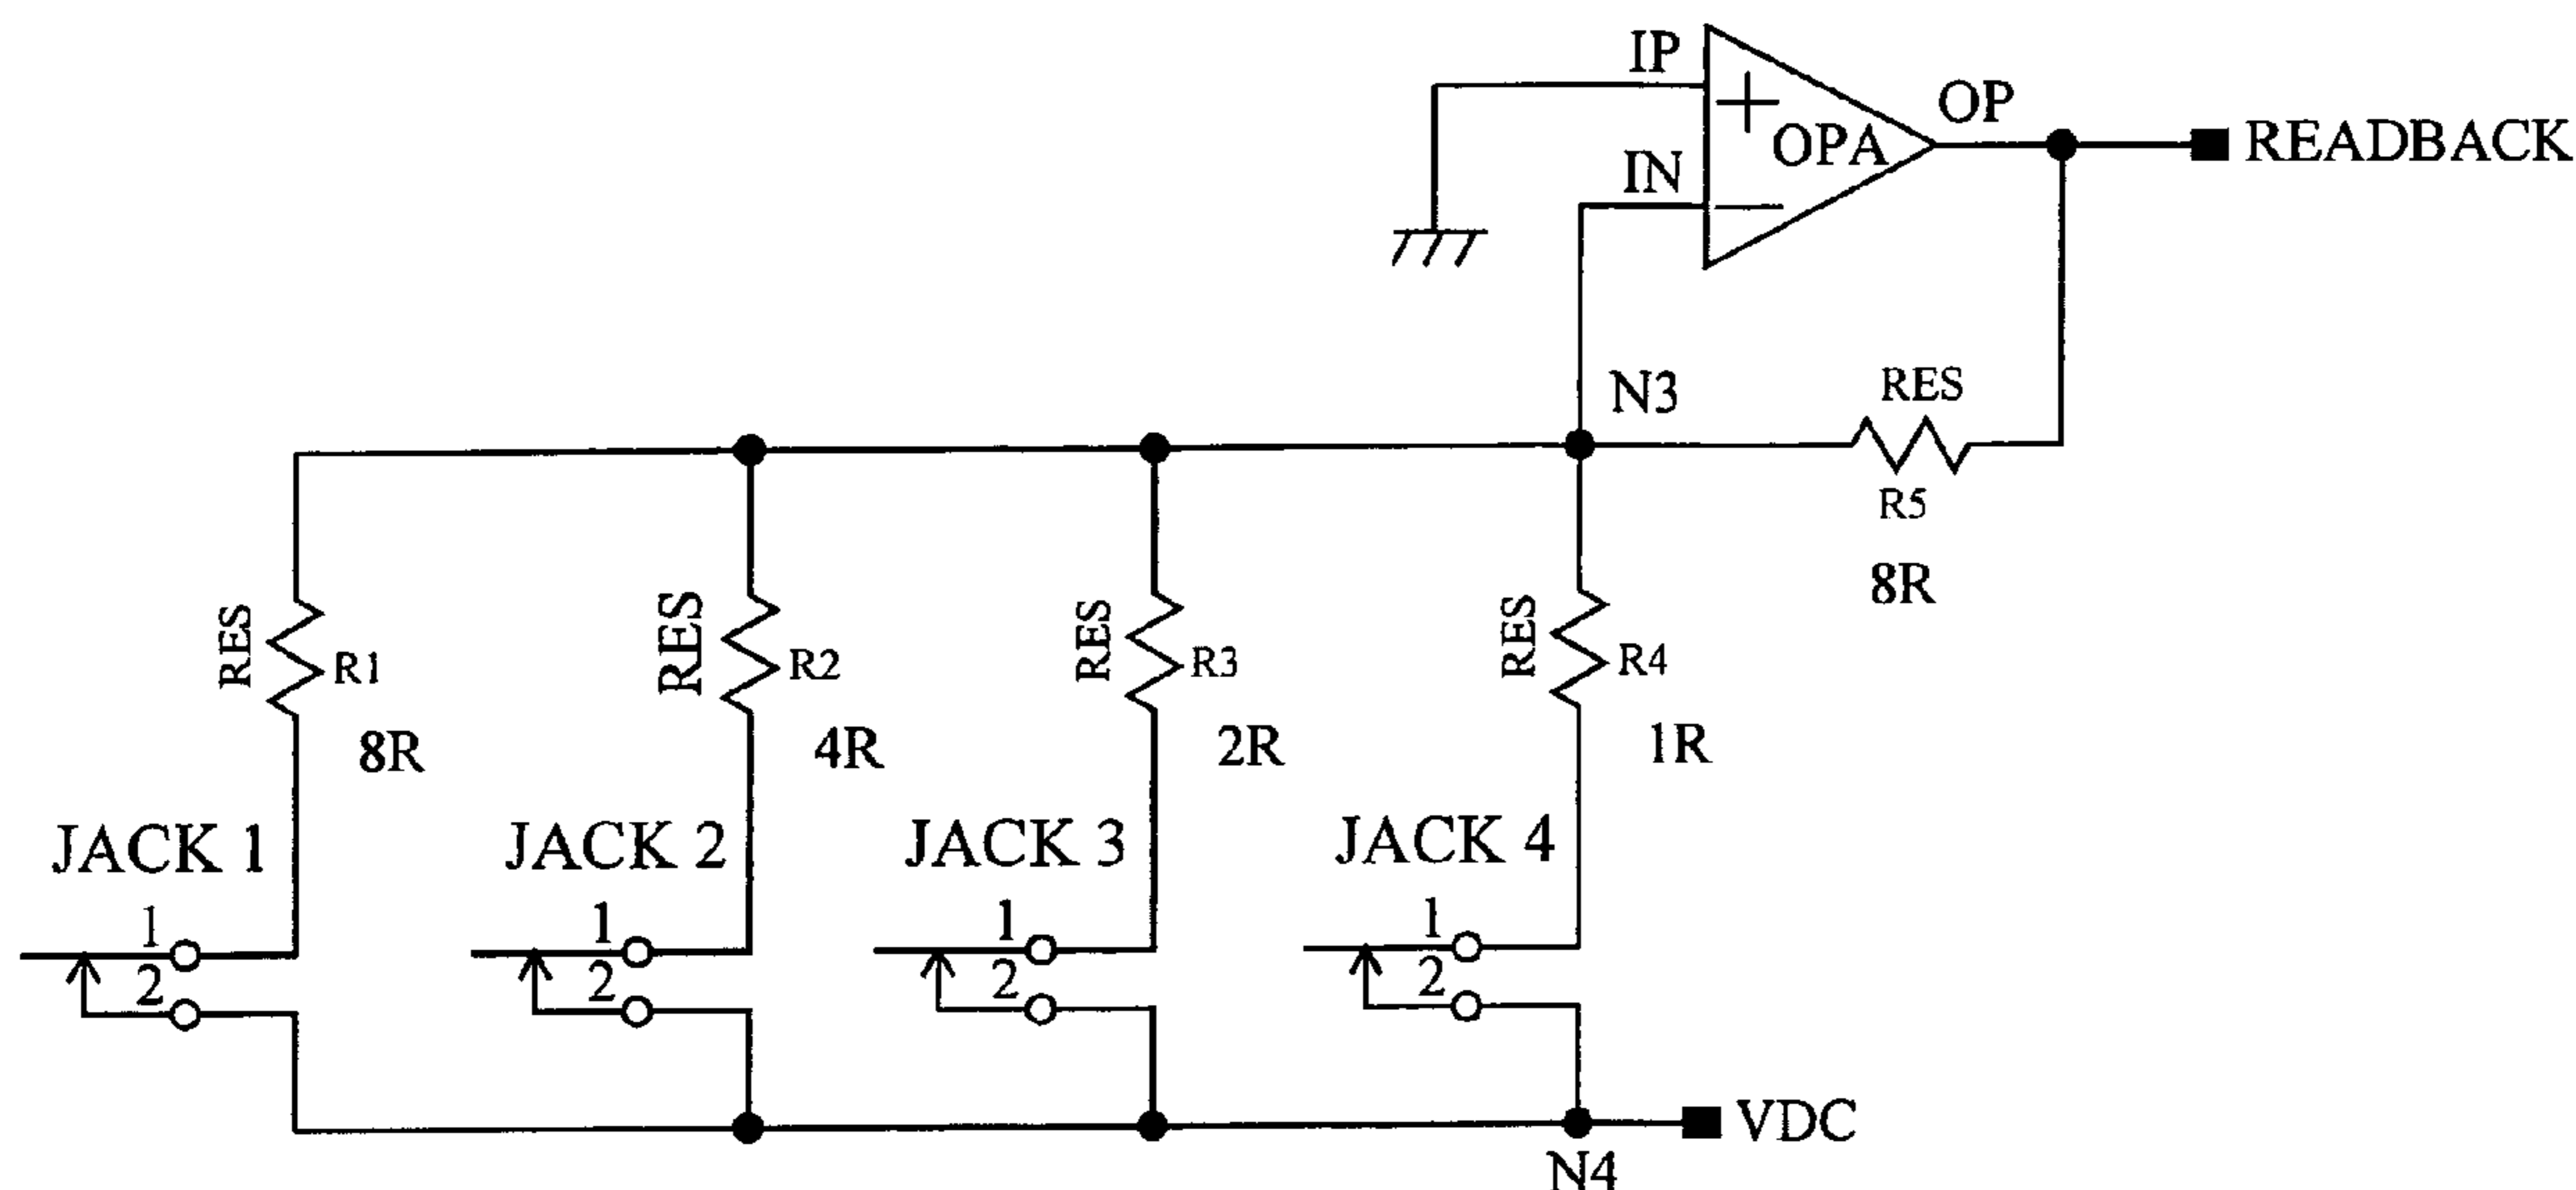 IP
+
OPA
OP
READBACK
IN
−
N3
RES
R5
8R
RES
R1
8R
RES
R2
4R
RES
R3
2R
RES
R4
1R
JACK 1
1
2
JACK 2
1
2
JACK 3
1
2
JACK 4
1
2
VDC
N4